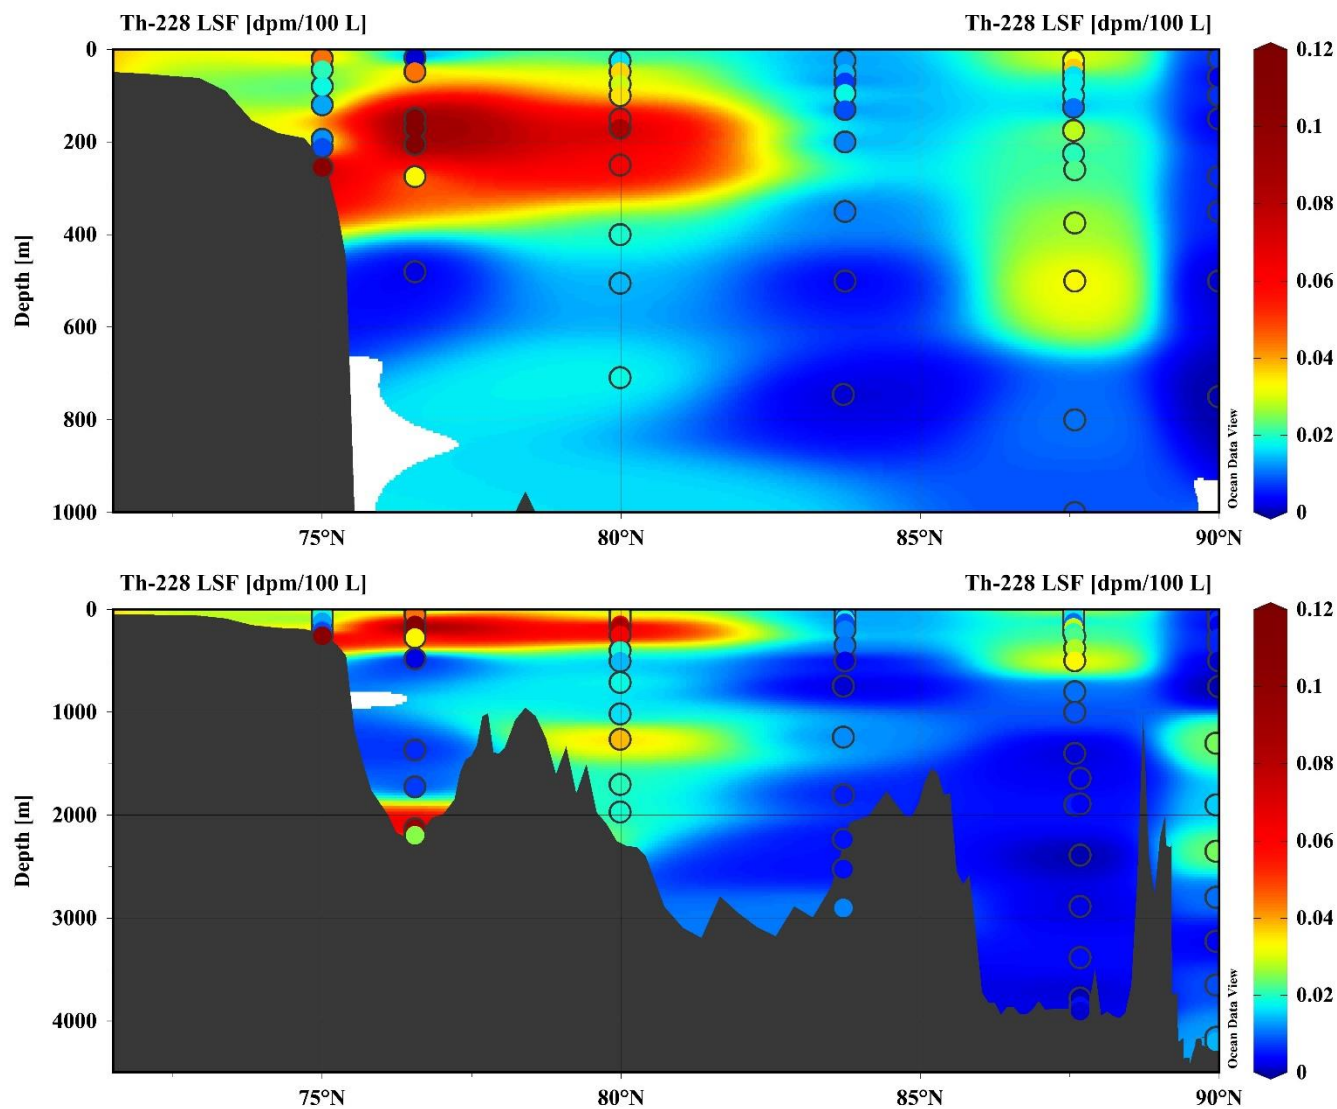 Th-228 LSF [dpm/100 L] Th-228 LSF [dpm/100 L]
0 0.12
200 0.1
0.08
400
Depth [m] 0.06
600
0.04
800
0.02
Ocean Data View
1000 0
75°N 80°N 85°N 90°N
Th-228 LSF [dpm/100 L] Th-228 LSF [dpm/100 L]
0 0.12
1000 0.1
0.08
2000
Depth [m] 0.06
3000 0.04
0.02
4000
Ocean Data View
0
75°N 80°N 85°N 90°N